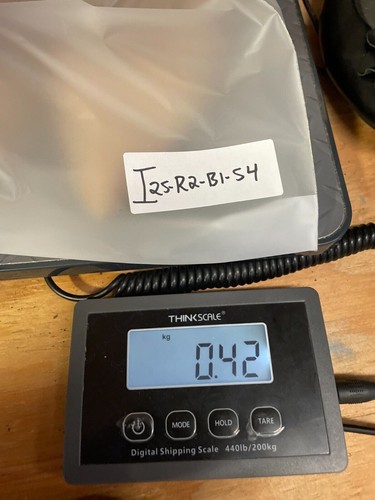 I25-R2-B1-S4
THINKSCALE®
kg
0.42
MODE
HOLD
TARE
Digital Shipping Scale 440lb/200kg